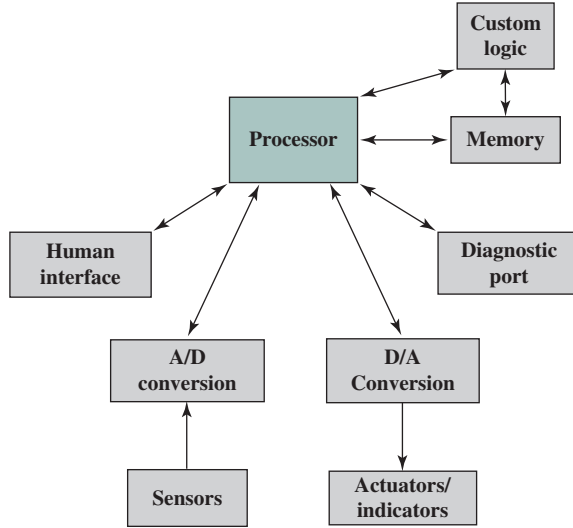 Custom
logic
Processor
Memory
Human
interface
Diagnostic
port
A/D
conversion
D/A
Conversion
Sensors
Actuators/
indicators